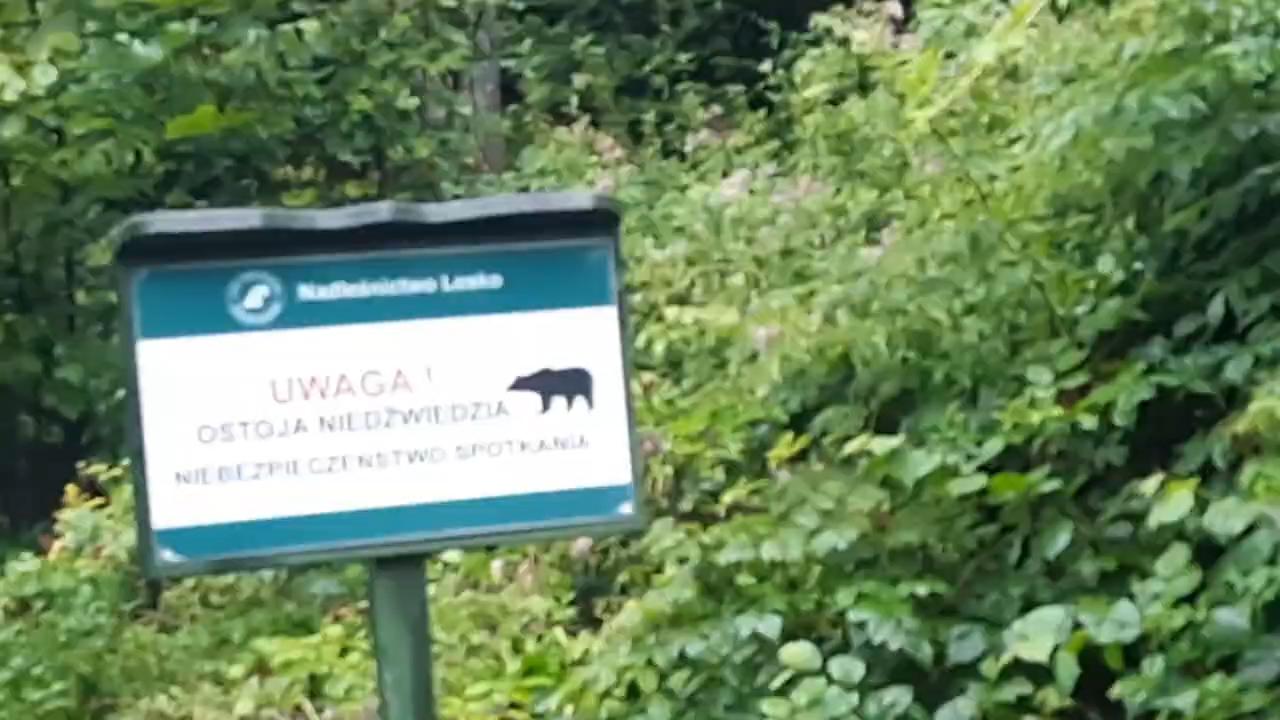 Nadleśnictwo Lesko
UWAGA !
OSTOJA NIEDŹWIEDZIA
NIEBEZPIECZEŃSTWO SPOTKANIA